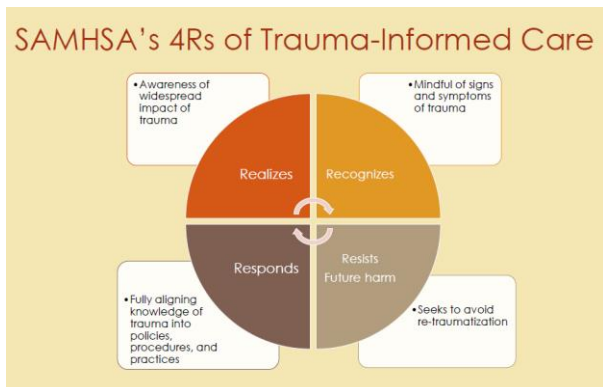 SAMHSA's 4Rs of Trauma-Informed Care
•Awareness of
widespread
impact of
trauma
•Mindful of signs
and symptoms
of trauma
Realizes
Recognizes
Responds
Resists
Future harm
•Fully aligning
knowledge of
trauma into
policies,
procedures, and
practices
•Seeks to avoid
re-traumatization